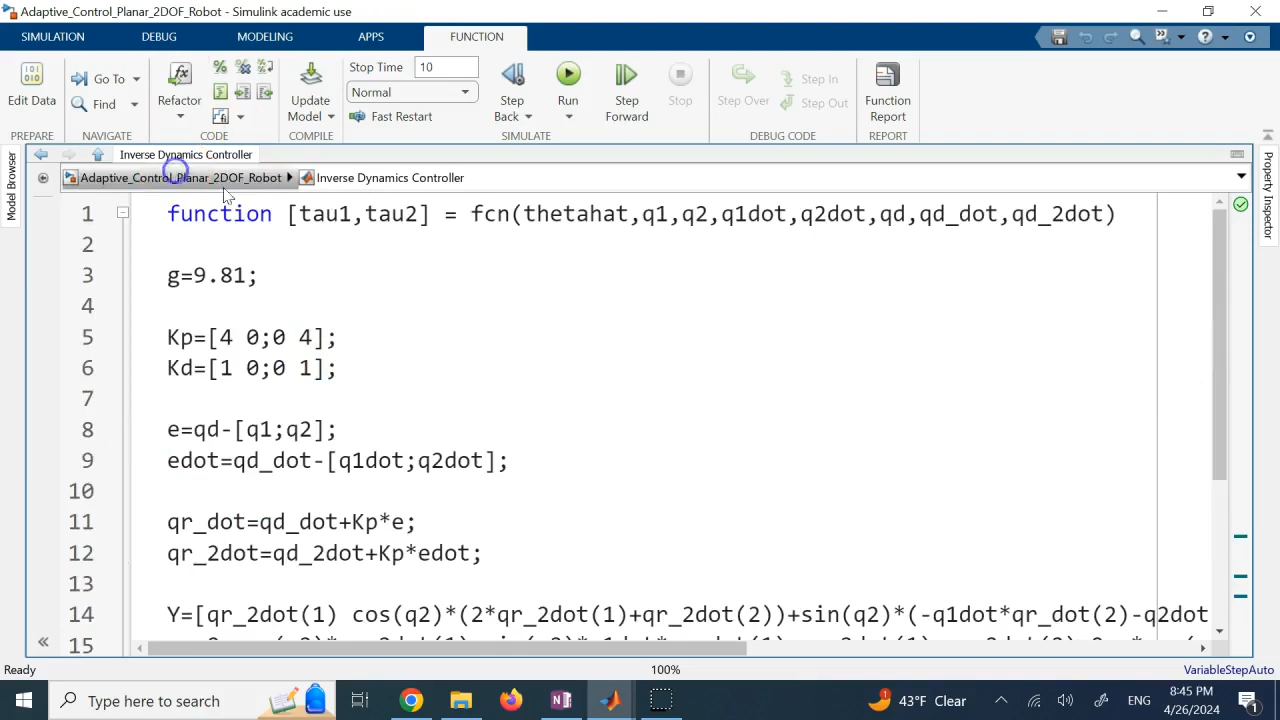 Adaptive_Control_Planar_2DOF_Robot - Simulink academic use
SIMULATION DEBUG MODELING APPS FUNCTION
Edit Data
Go To
Find
Refactor
Update Model
Stop Time 10
Normal
Fast Restart
Step Back
Run
Step Forward
Stop
Step Over
Step In
Step Out
Function Report
PREPARE NAVIGATE CODE COMPILE SIMULATE DEBUG CODE REPORT
Model Browser
Inverse Dynamics Controller
Adaptive_Control_Planar_2DOF_Robot Inverse Dynamics Controller
Property Inspector
1 function [tau1,tau2] = fcn(thetahat,q1,q2,q1dot,q2dot,qd,qd_dot,qd_2dot)
2
3 g=9.81;
4
5 Kp=[4 0;0 4];
6 Kd=[1 0;0 1];
7
8 e=qd-[q1;q2];
9 edot=qd_dot-[q1dot;q2dot];
10
11 qr_dot=qd_dot+Kp*e;
12 qr_2dot=qd_2dot+Kp*edot;
13
14 Y=[qr_2dot(1) cos(q2)*(2*qr_2dot(1)+qr_2dot(2))+sin(q2)*(-q1dot*qr_dot(2)-q2dot
15
Ready 100% VariableStepAuto
Type here to search
1
43°F Clear
ENG
8:45 PM
4/26/2024
1